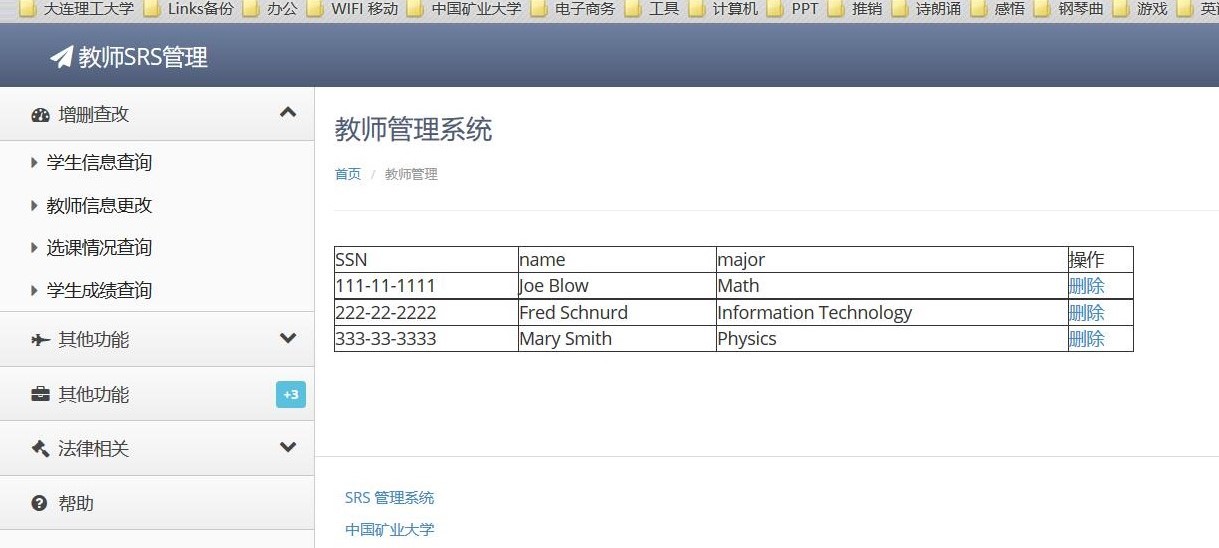 大连理工大学 Links备份 办公 WIFI 移动 中国矿业大学 电子商务 工具 计算机 PPT 推销 诗朗诵 感悟 钢琴曲 游戏
教师SRS管理
增删查改
学生信息查询
教师信息更改
选课情况查询
学生成绩查询
其他功能
其他功能 +3
法律相关
帮助
教师管理系统
首页 / 教师管理
SSN name major 操作
111-11-1111 Joe Blow Math 删除
222-22-2222 Fred Schnurd Information Technology 删除
333-33-3333 Mary Smith Physics 删除
SRS 管理系统
中国矿业大学